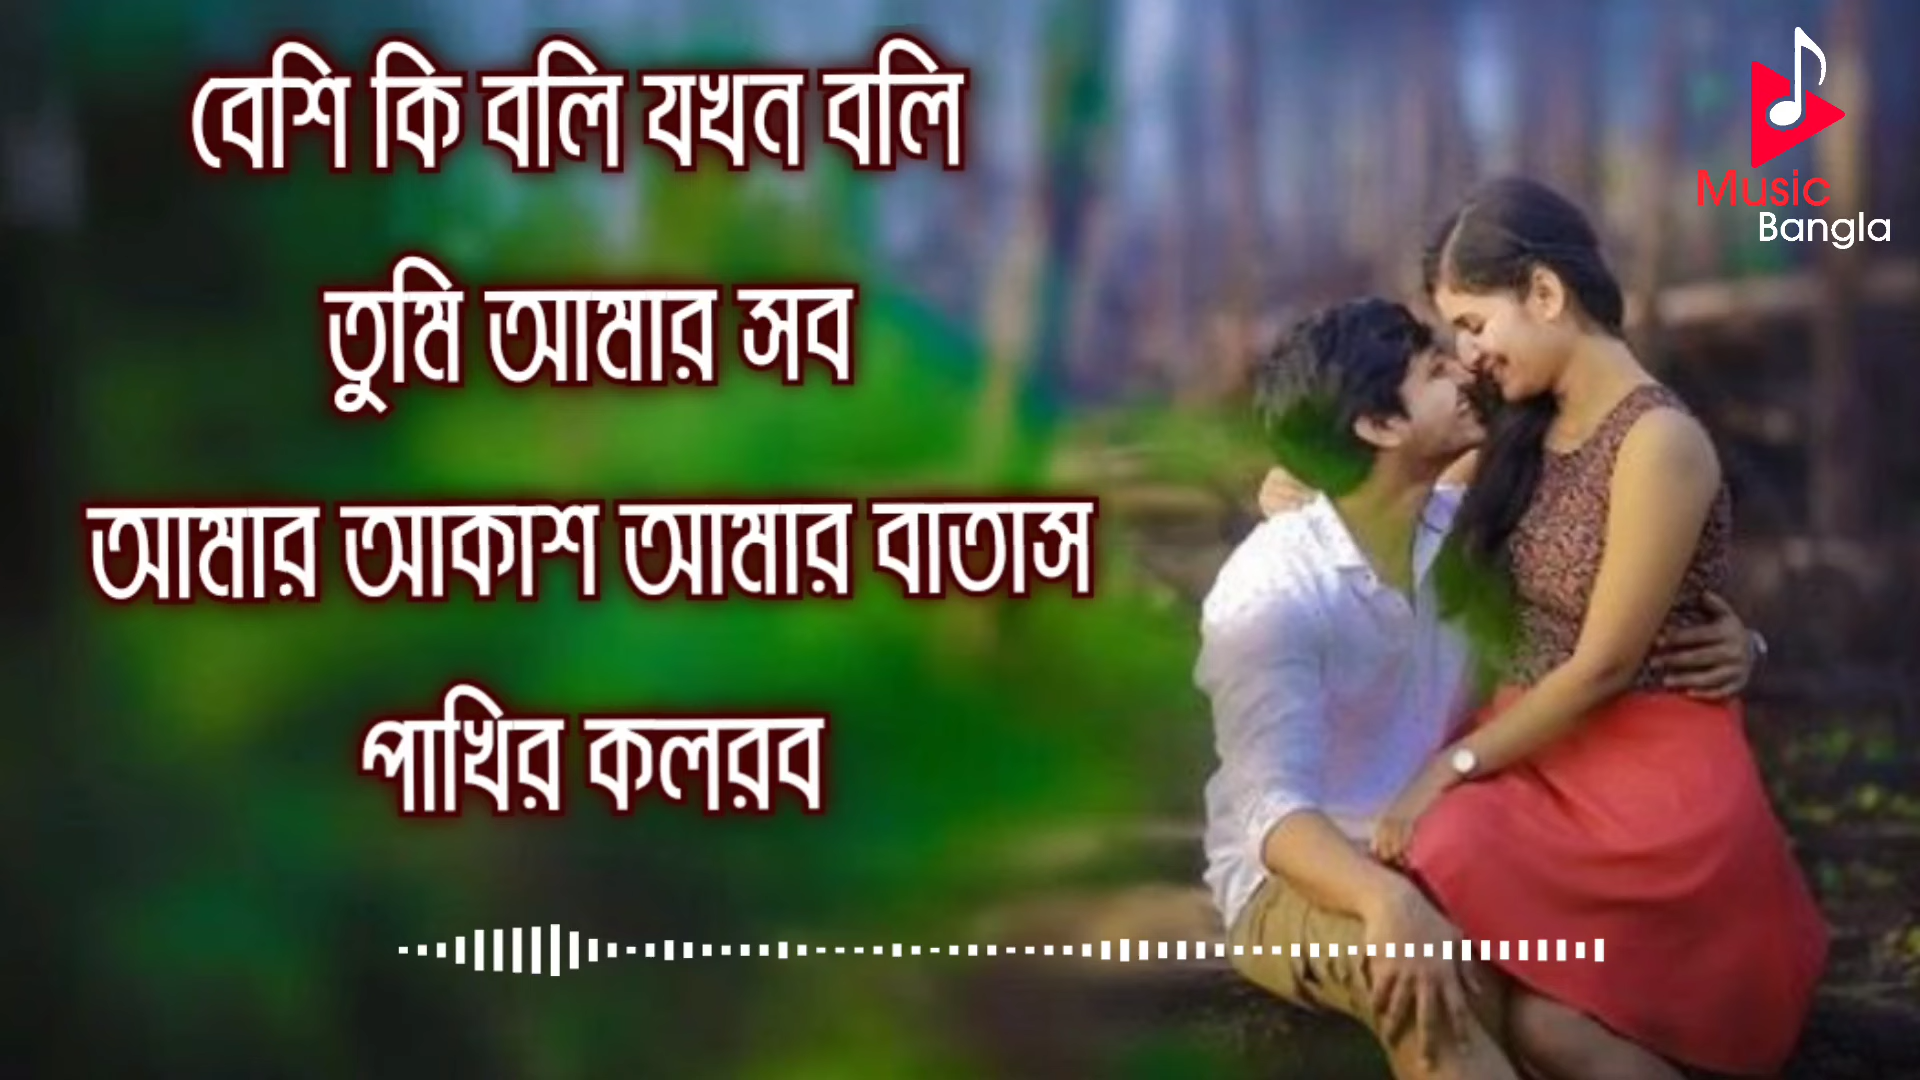 বেশি কি বলি যখন বলি
তুমি আমার সব
আমার আকাশ আমার বাতাস
পাখির কলরব
Music
Bangla